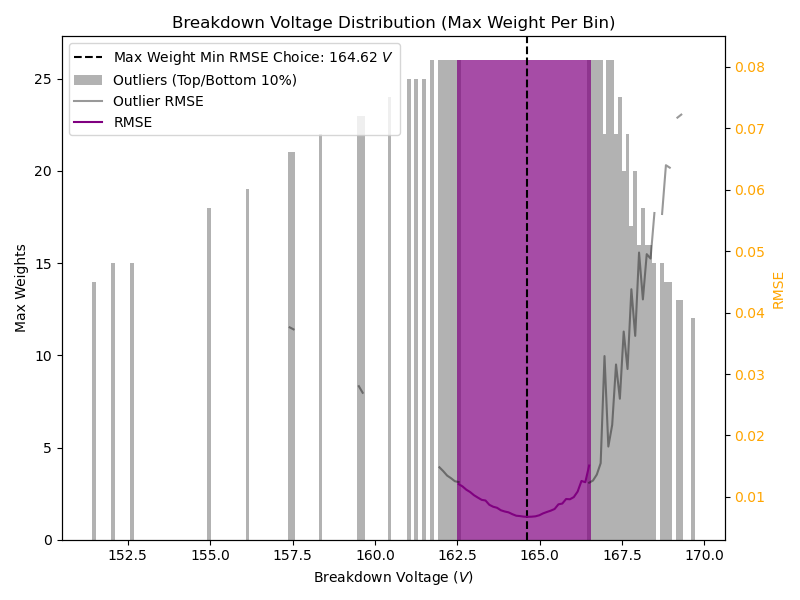 Breakdown Voltage Distribution (Max Weight Per Bin)
Max Weight Min RMSE Choice: 164.62 V
Outliers (Top/Bottom 10%)
Outlier RMSE
RMSE
Max Weights
25
20
15
10
5
0
0.08
0.07
0.06
0.05
0.04
0.03
0.02
0.01
RMSE
152.5 155.0 157.5 160.0 162.5 165.0 167.5 170.0
Breakdown Voltage (V)